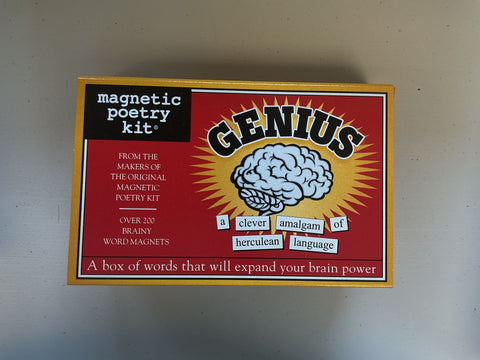 magnetic
poetry
kit®
FROM THE
MAKERS OF
THE ORIGINAL
MAGNETIC
POETRY KIT
OVER 200
BRAINY
WORD MAGNETS
GENIUS
a clever amalgam of
herculean language
A box of words that will expand your brain power